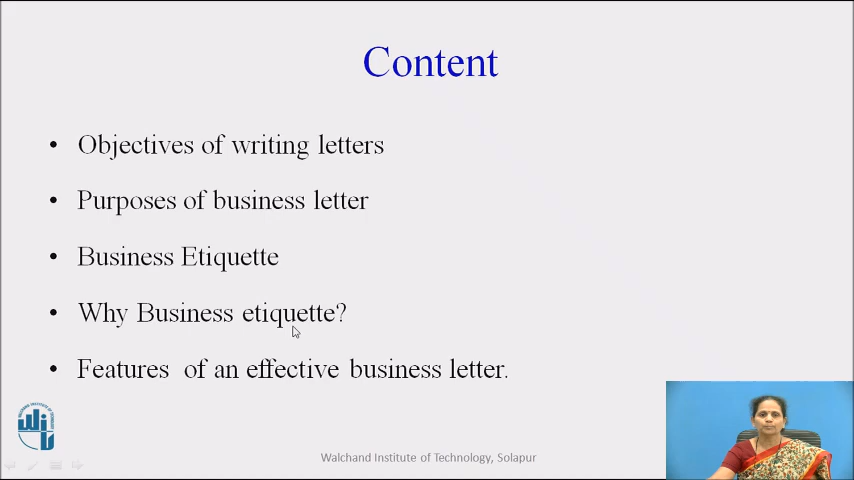 Content
• Objectives of writing letters
• Purposes of business letter
• Business Etiquette
• Why Business etiquette?
• Features of an effective business letter.
Walchand Institute of Technology, Solapur